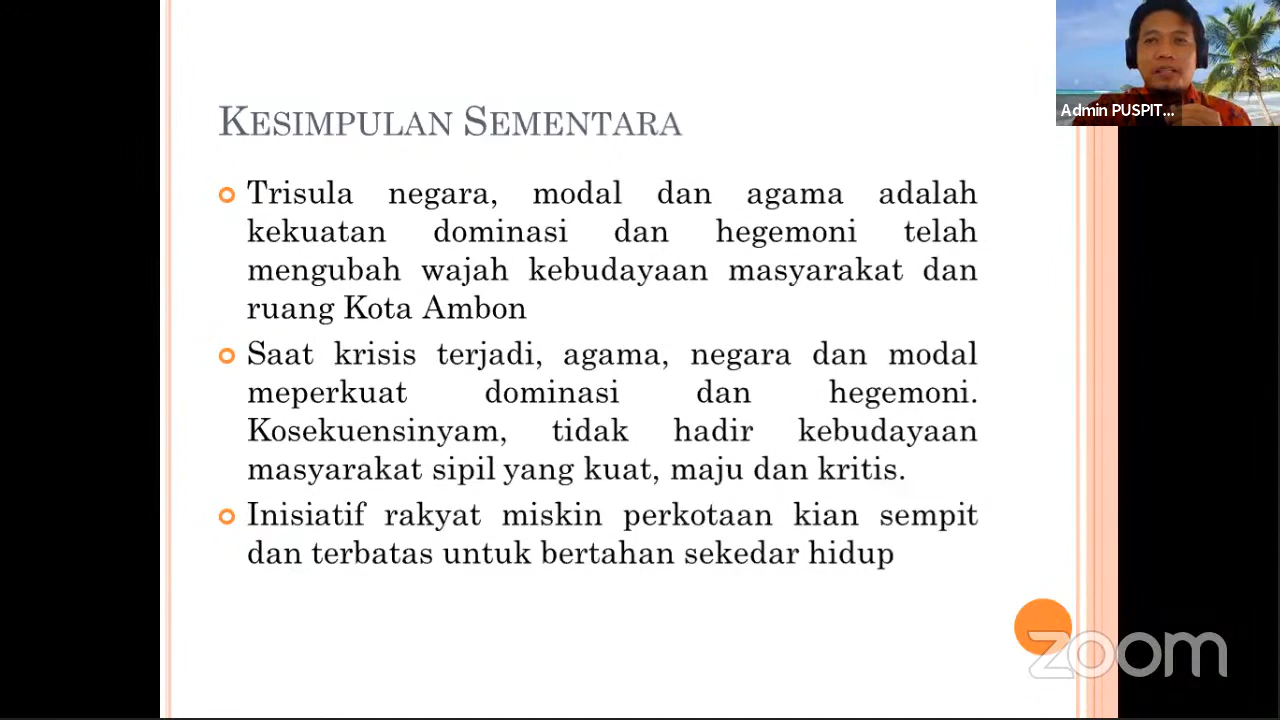 KESIMPULAN SEMENTARA
Trisula negara, modal dan agama adalah
kekuatan dominasi dan hegemoni telah
mengubah wajah kebudayaan masyarakat dan
ruang Kota Ambon
Saat krisis terjadi, agama, negara dan modal
meperkuat dominasi dan hegemoni.
Kosekuensinyam, tidak hadir kebudayaan
masyarakat sipil yang kuat, maju dan kritis.
Inisiatif rakyat miskin perkotaan kian sempit
dan terbatas untuk bertahan sekedar hidup
Admin PUSPIT...
zoom